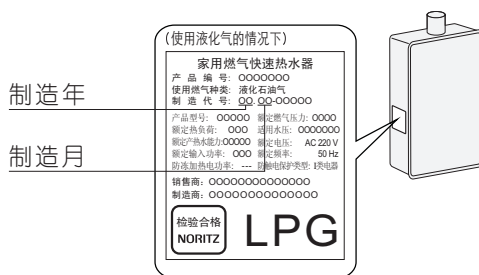 (使用液化气的情况下)
家用燃气快速热水器
产 品 编 号: OOOOOOO
使用燃气种类: 液化石油气
制造年
制 造 代 号: OO.OO-OOOOO
产品型号: OOOOO 额定燃气压力: OOOO
额定热负荷: OOO 适用水压: OOOOOOO
额定产热水能力:OOOOO 额定电压: AC 220 V
制造月
额定输入功率: OOO 额定频率: 50 Hz
防冻加热电功率: --- 防触电保护类型: I类电器
销售商: OOOOOOOOOOOOOO
制造商: OOOOOOOOOOOOOO
检验合格
NORITZ
LPG